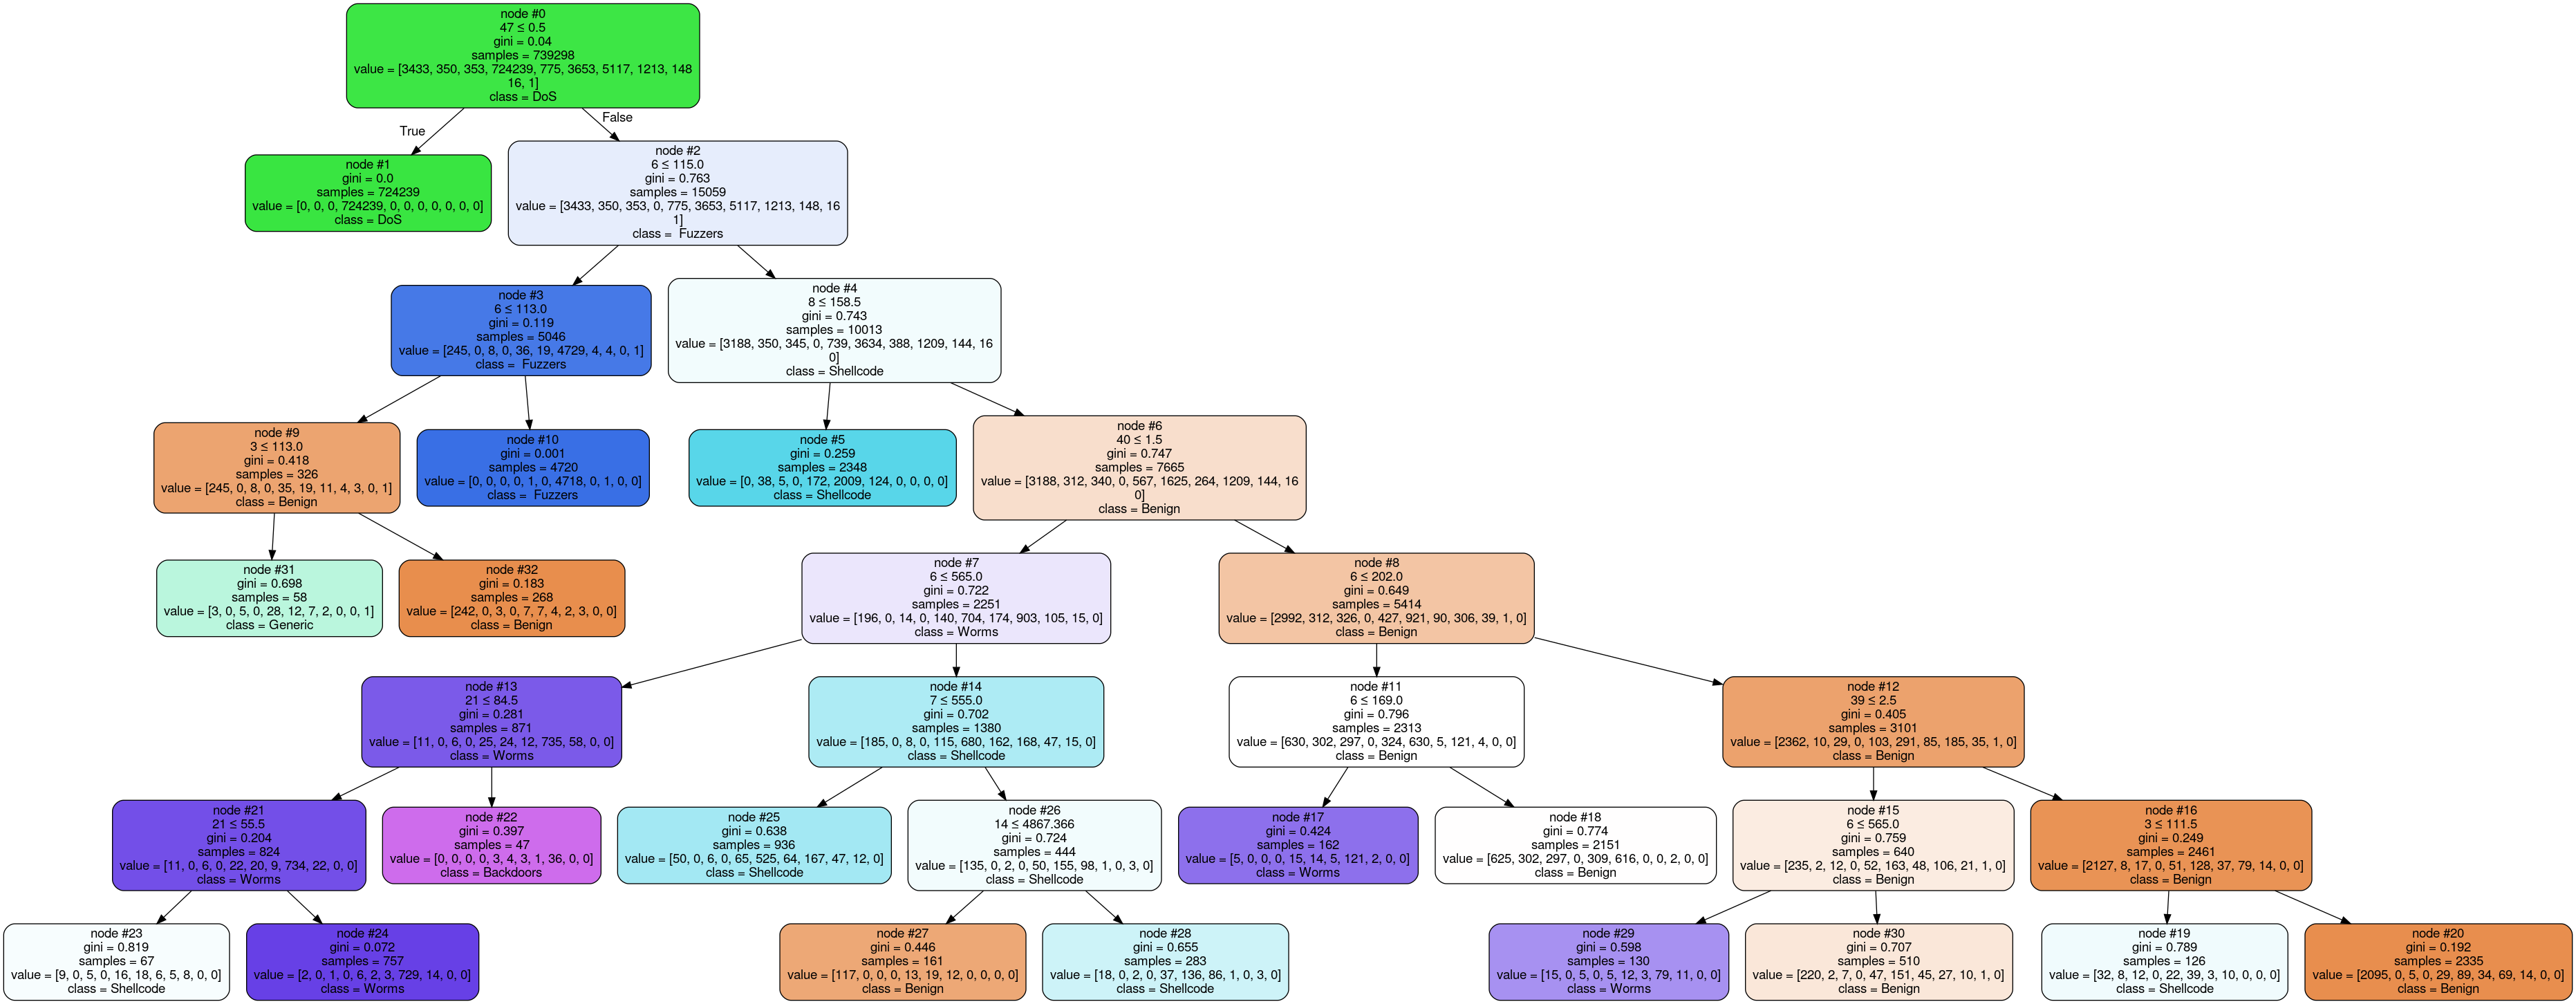 node #0
47 ≤ 0.5
gini = 0.04
samples = 739298
value = [3433, 350, 353, 724239, 775, 3653, 5117, 1213, 148
16, 1]
class = DoS
True
False
node #1
gini = 0.0
samples = 724239
value = [0, 0, 0, 724239, 0, 0, 0, 0, 0, 0, 0]
class = DoS
node #2
6 ≤ 115.0
gini = 0.763
samples = 15059
value = [3433, 350, 353, 0, 775, 3653, 5117, 1213, 148, 16
1]
class = Fuzzers
node #3
6 ≤ 113.0
gini = 0.119
samples = 5046
value = [245, 0, 8, 0, 36, 19, 4729, 4, 4, 0, 1]
class = Fuzzers
node #4
8 ≤ 158.5
gini = 0.743
samples = 10013
value = [3188, 350, 345, 0, 739, 3634, 388, 1209, 144, 16
0]
class = Shellcode
node #9
3 ≤ 113.0
gini = 0.418
samples = 326
value = [245, 0, 8, 0, 35, 19, 11, 4, 3, 0, 1]
class = Benign
node #10
gini = 0.001
samples = 4720
value = [0, 0, 0, 0, 1, 0, 4718, 0, 1, 0, 0]
class = Fuzzers
node #5
gini = 0.259
samples = 2348
value = [0, 38, 5, 0, 172, 2009, 124, 0, 0, 0, 0]
class = Shellcode
node #6
40 ≤ 1.5
gini = 0.747
samples = 7665
value = [3188, 312, 340, 0, 567, 1625, 264, 1209, 144, 16
0]
class = Benign
node #31
gini = 0.698
samples = 58
value = [3, 0, 5, 0, 28, 12, 7, 2, 0, 0, 1]
class = Generic
node #32
gini = 0.183
samples = 268
value = [242, 0, 3, 0, 7, 7, 4, 2, 3, 0, 0]
class = Benign
node #7
6 ≤ 565.0
gini = 0.722
samples = 2251
value = [196, 0, 14, 0, 140, 704, 174, 903, 105, 15, 0]
class = Worms
node #8
6 ≤ 202.0
gini = 0.649
samples = 5414
value = [2992, 312, 326, 0, 427, 921, 90, 306, 39, 1, 0]
class = Benign
node #13
21 ≤ 84.5
gini = 0.281
samples = 871
value = [11, 0, 6, 0, 25, 24, 12, 735, 58, 0, 0]
class = Worms
node #14
7 ≤ 555.0
gini = 0.702
samples = 1380
value = [185, 0, 8, 0, 115, 680, 162, 168, 47, 15, 0]
class = Shellcode
node #11
6 ≤ 169.0
gini = 0.796
samples = 2313
value = [630, 302, 297, 0, 324, 630, 5, 121, 4, 0, 0]
class = Benign
node #12
39 ≤ 2.5
gini = 0.405
samples = 3101
value = [2362, 10, 29, 0, 103, 291, 85, 185, 35, 1, 0]
class = Benign
node #21
21 ≤ 55.5
gini = 0.204
samples = 824
value = [11, 0, 6, 0, 22, 20, 9, 734, 22, 0, 0]
class = Worms
node #22
gini = 0.397
samples = 47
value = [0, 0, 0, 0, 3, 4, 3, 1, 36, 0, 0]
class = Backdoors
node #25
gini = 0.638
samples = 936
value = [50, 0, 6, 0, 65, 525, 64, 167, 47, 12, 0]
class = Shellcode
node #26
14 ≤ 4867.366
gini = 0.724
samples = 444
value = [135, 0, 2, 0, 50, 155, 98, 1, 0, 3, 0]
class = Shellcode
node #17
gini = 0.424
samples = 162
value = [5, 0, 0, 0, 15, 14, 5, 121, 2, 0, 0]
class = Worms
node #18
gini = 0.774
samples = 2151
value = [625, 302, 297, 0, 309, 616, 0, 0, 2, 0, 0]
class = Benign
node #15
6 ≤ 565.0
gini = 0.759
samples = 640
value = [235, 2, 12, 0, 52, 163, 48, 106, 21, 1, 0]
class = Benign
node #16
3 ≤ 111.5
gini = 0.249
samples = 2461
value = [2127, 8, 17, 0, 51, 128, 37, 79, 14, 0, 0]
class = Benign
node #23
gini = 0.819
samples = 67
value = [9, 0, 5, 0, 16, 18, 6, 5, 8, 0, 0]
class = Shellcode
node #24
gini = 0.072
samples = 757
value = [2, 0, 1, 0, 6, 2, 3, 729, 14, 0, 0]
class = Worms
node #27
gini = 0.446
samples = 161
value = [117, 0, 0, 0, 13, 19, 12, 0, 0, 0, 0]
class = Benign
node #28
gini = 0.655
samples = 283
value = [18, 0, 2, 0, 37, 136, 86, 1, 0, 3, 0]
class = Shellcode
node #29
gini = 0.598
samples = 130
value = [15, 0, 5, 0, 5, 12, 3, 79, 11, 0, 0]
class = Worms
node #30
gini = 0.707
samples = 510
value = [220, 2, 7, 0, 47, 151, 45, 27, 10, 1, 0]
class = Benign
node #19
gini = 0.789
samples = 126
value = [32, 8, 12, 0, 22, 39, 3, 10, 0, 0, 0]
class = Shellcode
node #20
gini = 0.192
samples = 2335
value = [2095, 0, 5, 0, 29, 89, 34, 69, 14, 0, 0]
class = Benign